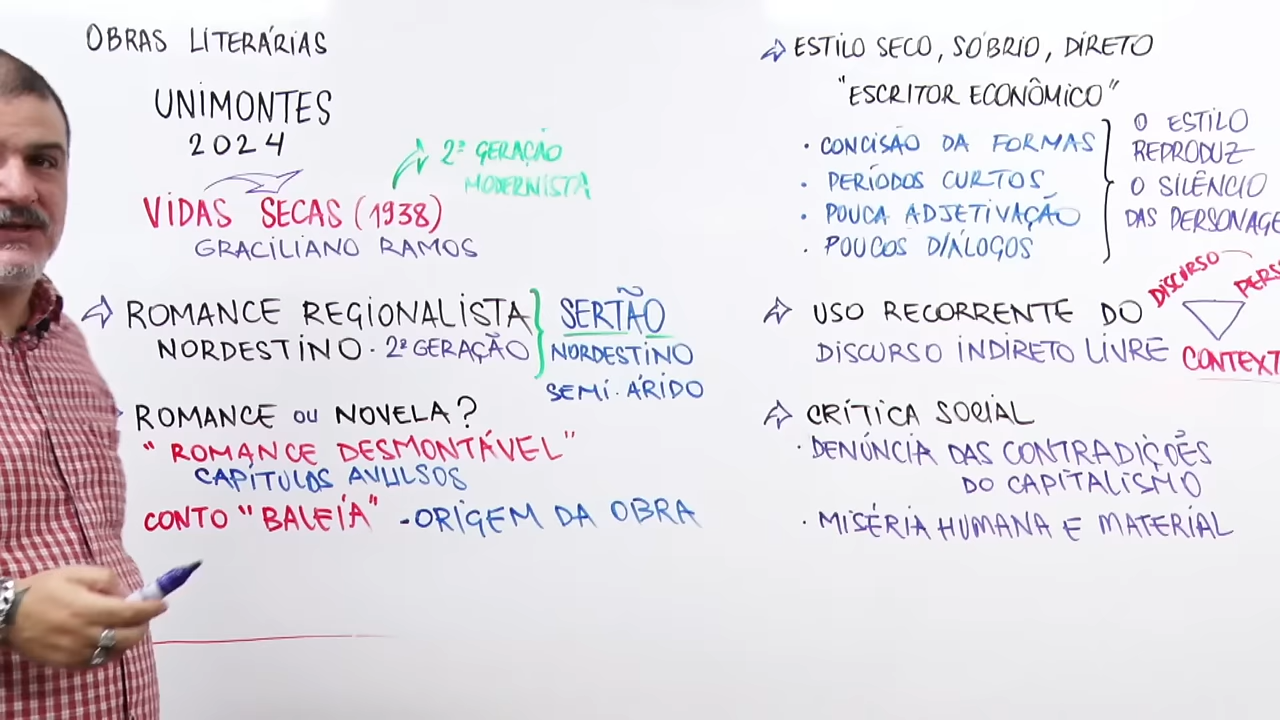 OBRAS LITERÁRIAS
UNIMONTES
2024
2ª GERAÇÃO
MODERNISTA
VIDAS SECAS (1938)
GRACILIANO RAMOS
ROMANCE REGIONALISTA
NORDESTINO · 2ª GERAÇÃO
SERTÃO
NORDESTINO
SEMI-ÁRIDO
ROMANCE OU NOVELA?
"ROMANCE DESMONTÁVEL"
CAPÍTULOS AVULSOS
CONTO "BALEIA" - ORIGEM DA OBRA
ESTILO SECO, SÓBRIO, DIRETO
"ESCRITOR ECONÔMICO"
· CONCISÃO DA FORMAS
· PERÍODOS CURTOS
· POUCA ADJETIVAÇÃO
· POUCOS DIÁLOGOS
O ESTILO
REPRODUZ
O SILÊNCIO
DAS PERSONAGE
USO RECORRENTE DO
DISCURSO INDIRETO LIVRE
DISCURSO
PERS
CONTEXT
CRÍTICA SOCIAL
· DENÚNCIA DAS CONTRADIÇÕES
DO CAPITALISMO
· MISÉRIA HUMANA E MATERIAL